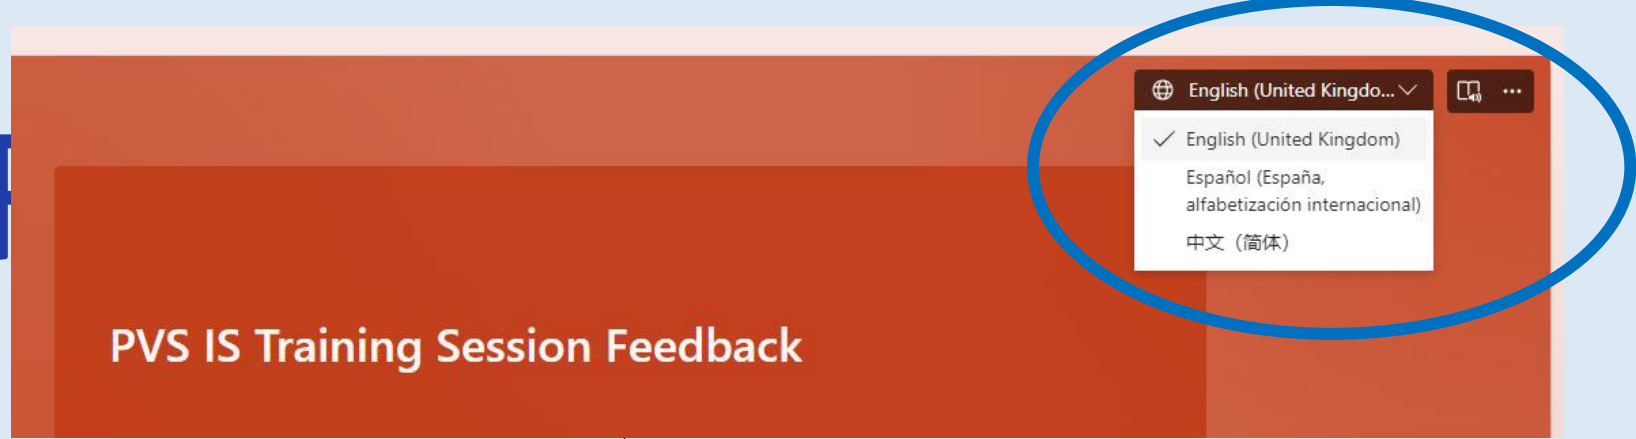 English (United Kingdo...
English (United Kingdom)
Español (España,
alfabetización internacional)
中文（简体）
PVS IS Training Session Feedback